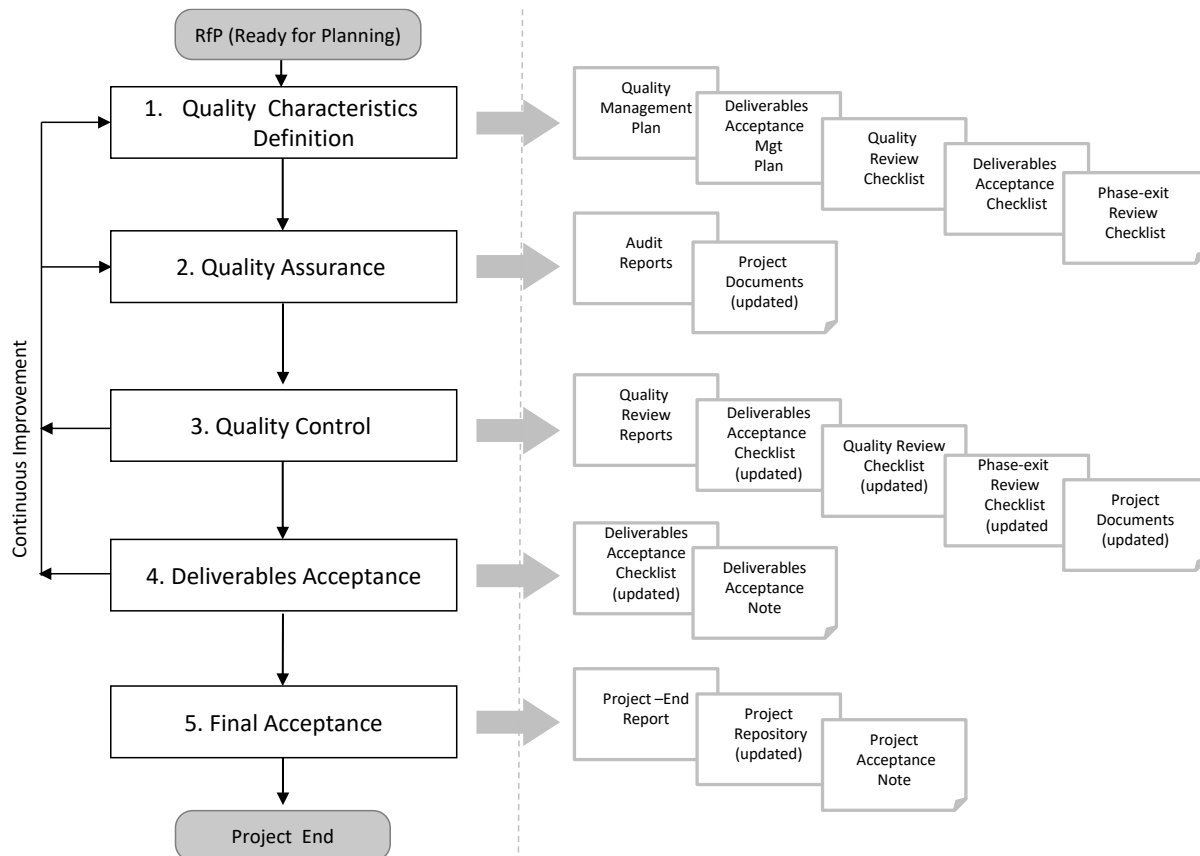 RfP (Ready for Planning)
1. Quality Characteristics
Definition
Quality
Management
Plan
Deliverables
Acceptance
Mgt
Plan
Quality
Review
Checklist
Deliverables
Acceptance
Checklist
Phase-exit
Review
Checklist
2. Quality Assurance
Audit
Reports
Project
Documents
(updated)
Continuous Improvement
3. Quality Control
Quality
Review
Reports
Deliverables
Acceptance
Checklist
(updated)
Quality Review
Checklist
(updated)
Phase-exit
Review
Checklist
(updated
Project
Documents
(updated)
4. Deliverables Acceptance
Deliverables
Acceptance
Checklist
(updated)
Deliverables
Acceptance
Note
5. Final Acceptance
Project –End
Report
Project
Repository
(updated)
Project
Acceptance
Note
Project End